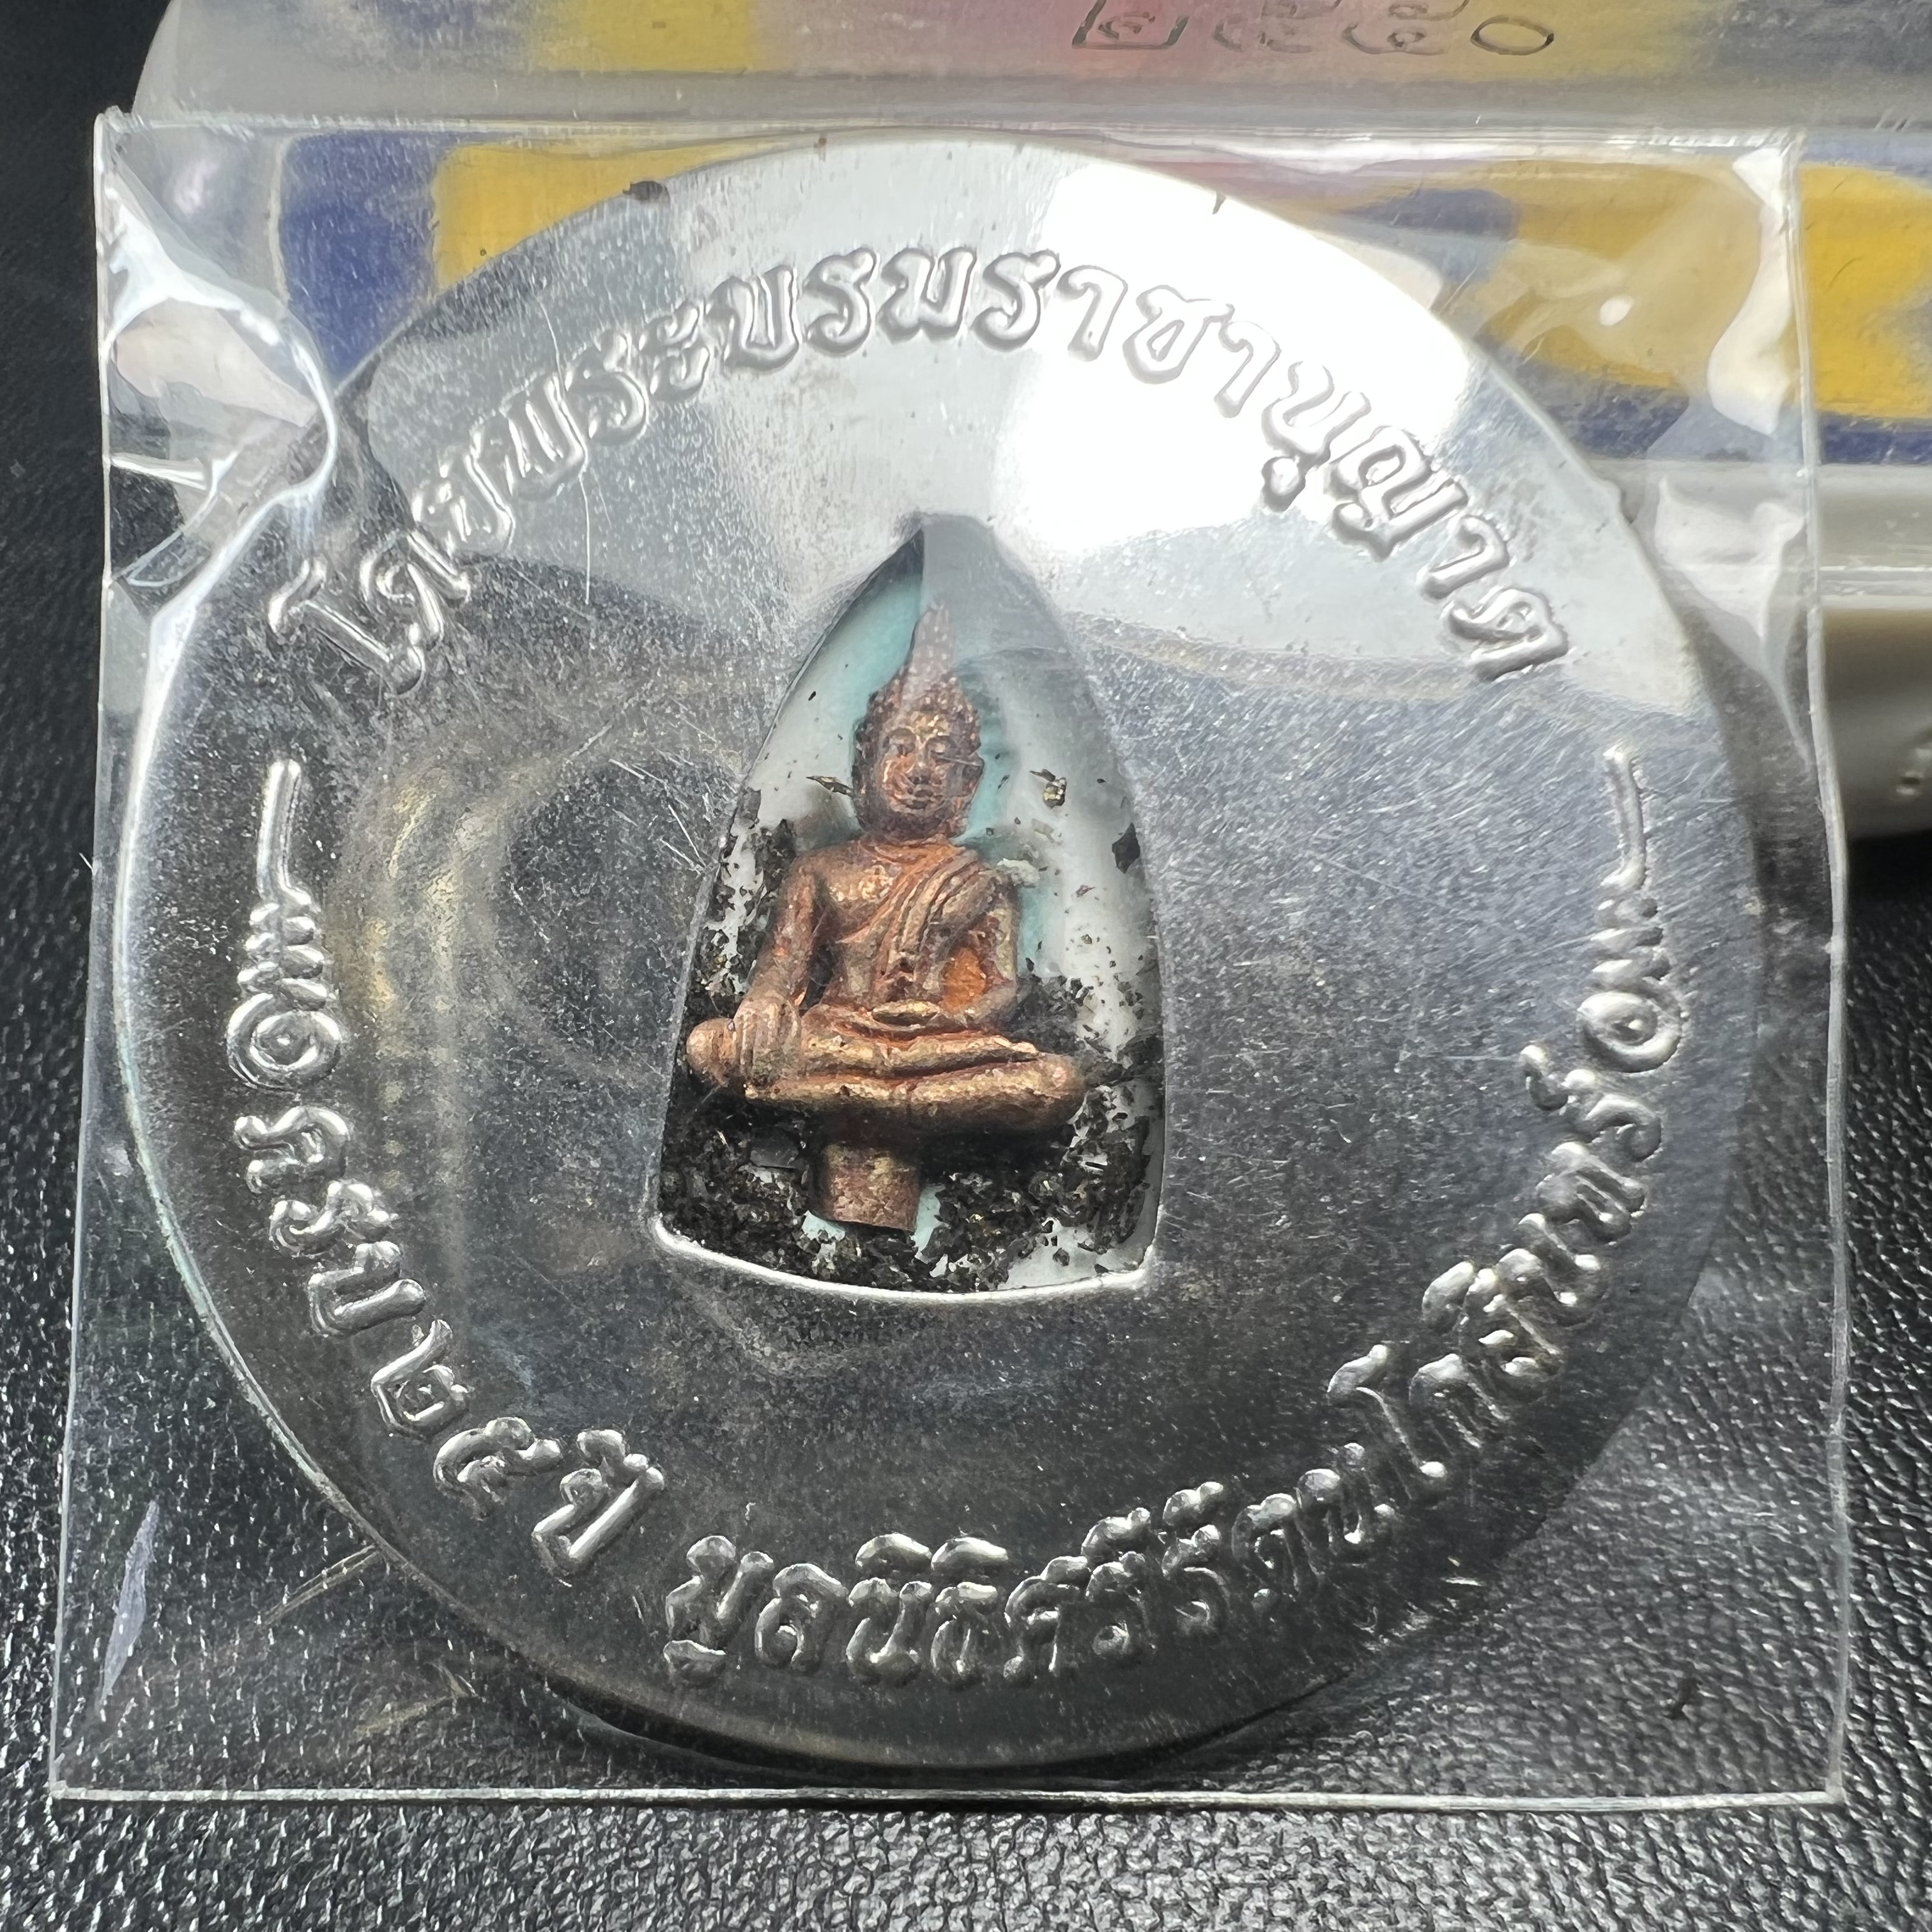 ๒๕๕๐
โดยพระบรมราชานุญาต
ครบ ๒๕ ปี มูลนิธิศรีรัตนโกสินทร์